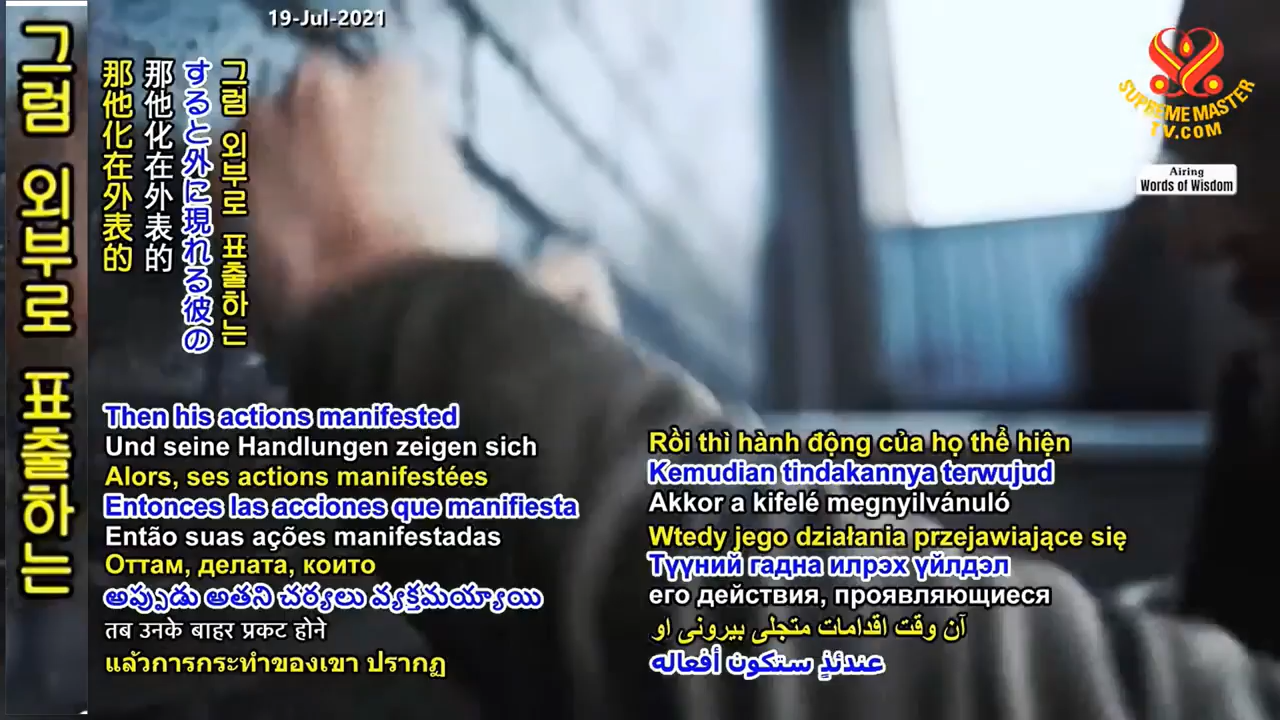 19-Jul-2021
그럼 외부로 표출하는
那他化在外表的
那他化在外表的
すると外に現れる彼の
그럼 외부로 표출하는
SUPREME MASTER
TV.COM
Airing
Words of Wisdom
Then his actions manifested
Und seine Handlungen zeigen sich
Alors, ses actions manifestées
Entonces las acciones que manifiesta
Então suas ações manifestadas
Оттам, делата, които
అప్పుడు అతని చర్యలు వ్యక్తమయ్యాయి
तब उनके बाहर प्रकट होने
แล้วการกระทำของเขา ปรากฏ
Rồi thì hành động của họ thể hiện
Kemudian tindakannya terwujud
Akkor a kifelé megnyilvánuló
Wtedy jego działania przejawiające się
Түүний гадна илрэх үйлдэл
его действия, проявляющиеся
آن وقت اقدامات متجلی بیرونی او
عندئذٍ ستكون أفعاله